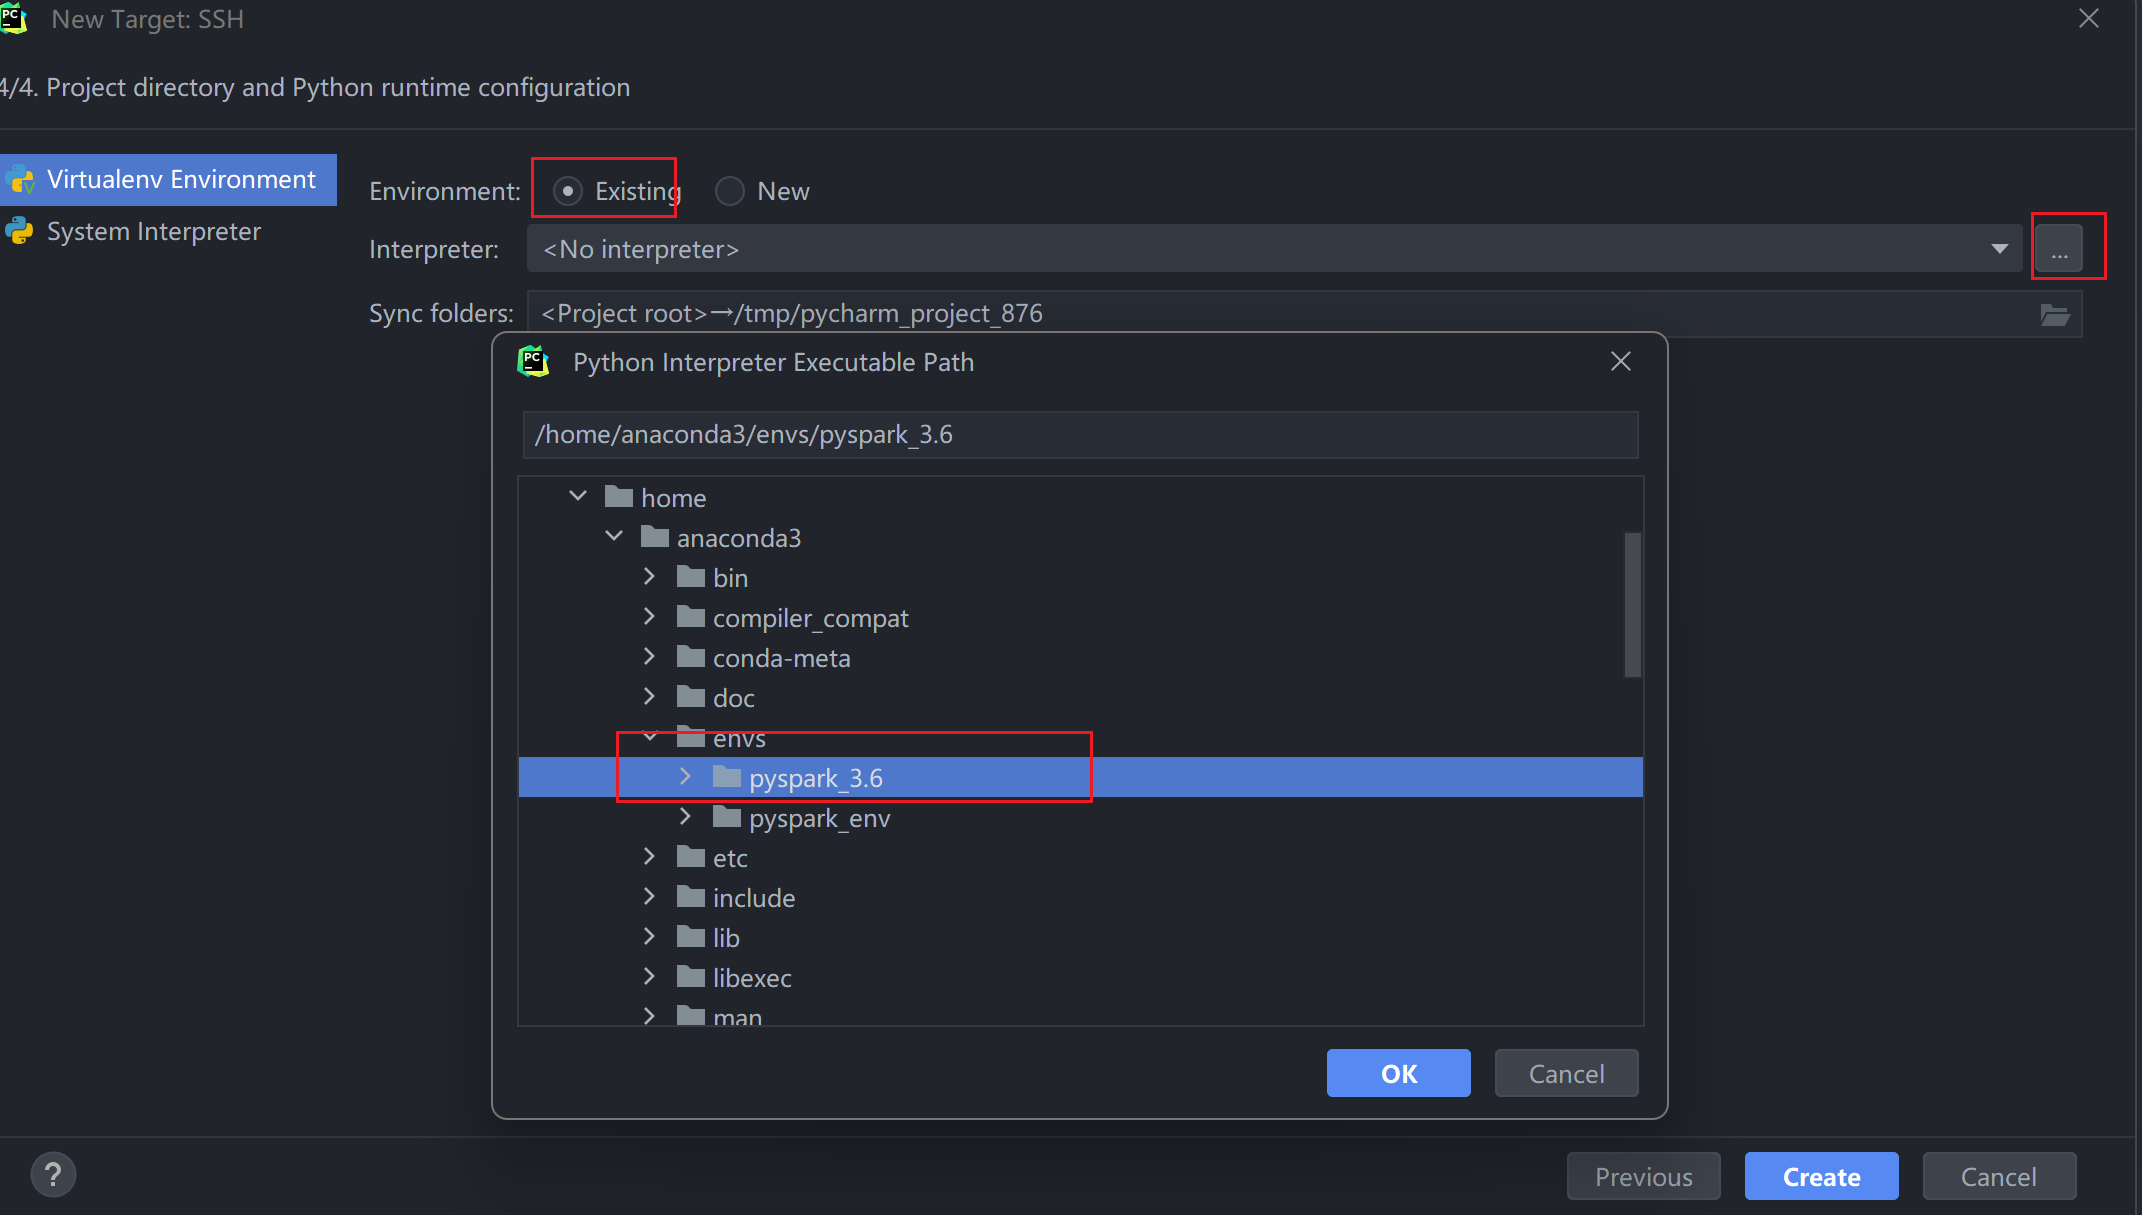 New Target: SSH
4/4. Project directory and Python runtime configuration
Virtualenv Environment
System Interpreter
Environment: Existing New
Interpreter: <No interpreter> ...
Sync folders: <Project root>→/tmp/pycharm_project_876
PC Python Interpreter Executable Path
/home/anaconda3/envs/pyspark_3.6
home
anaconda3
bin
compiler_compat
conda-meta
doc
envs
pyspark_3.6
pyspark_env
etc
include
lib
libexec
man
OK Cancel
? Previous Create Cancel